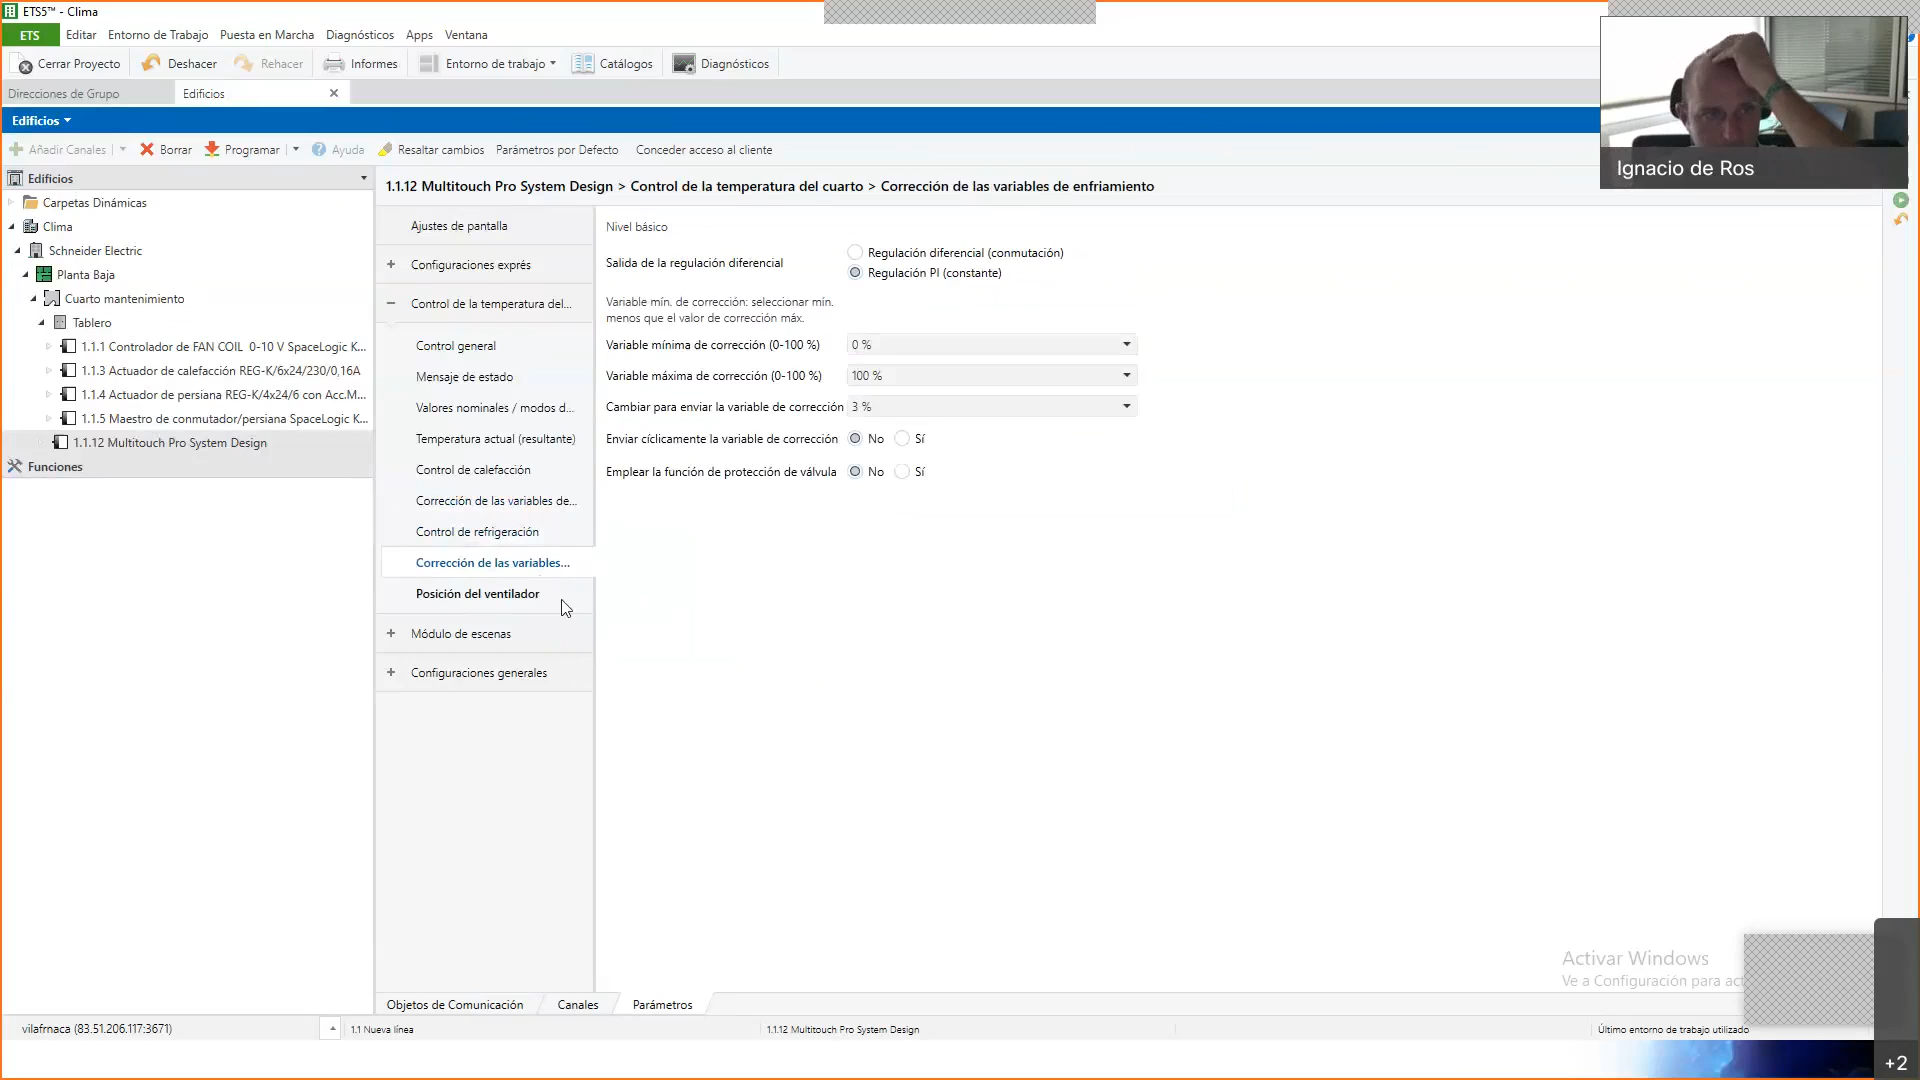 ETS5™ - Clima
ETS Editar Entorno de Trabajo Puesta en Marcha Diagnósticos Apps Ventana
Cerrar Proyecto Deshacer Rehacer Informes Entorno de trabajo Catálogos Diagnósticos
Direcciones de Grupo Edificios
Edificios
Añadir Canales Borrar Programar Ayuda Resaltar cambios Parámetros por Defecto Conceder acceso al cliente
Ignacio de Ros
Edificios
Carpetas Dinámicas
Clima
Schneider Electric
Planta Baja
Cuarto mantenimiento
Tablero
1.1.1 Controlador de FAN COIL 0-10 V SpaceLogic K...
1.1.3 Actuador de calefacción REG-K/6x24/230/0,16A
1.1.4 Actuador de persiana REG-K/4x24/6 con Acc.M...
1.1.5 Maestro de conmutador/persiana SpaceLogic K...
1.1.12 Multitouch Pro System Design
Funciones
1.1.12 Multitouch Pro System Design > Control de la temperatura del cuarto > Corrección de las variables de enfriamiento
Ajustes de pantalla
+ Configuraciones exprés
− Control de la temperatura del...
Control general
Mensaje de estado
Valores nominales / modos d...
Temperatura actual (resultante)
Control de calefacción
Corrección de las variables de...
Control de refrigeración
Corrección de las variables...
Posición del ventilador
+ Módulo de escenas
+ Configuraciones generales
Nivel básico
Salida de la regulación diferencial
Regulación diferencial (conmutación)
Regulación PI (constante)
Variable mín. de corrección: seleccionar mín.
menos que el valor de corrección máx.
Variable mínima de corrección (0-100 %) 0 %
Variable máxima de corrección (0-100 %) 100 %
Cambiar para enviar la variable de corrección 3 %
Enviar cíclicamente la variable de corrección No Sí
Emplear la función de protección de válvula No Sí
Activar Windows
Ve a Configuración para
Objetos de Comunicación Canales Parámetros
vilafrnaca (83.51.206.117:3671) 1.1 Nueva línea 1.1.12 Multitouch Pro System Design Último entorno de trabajo utilizado
+2